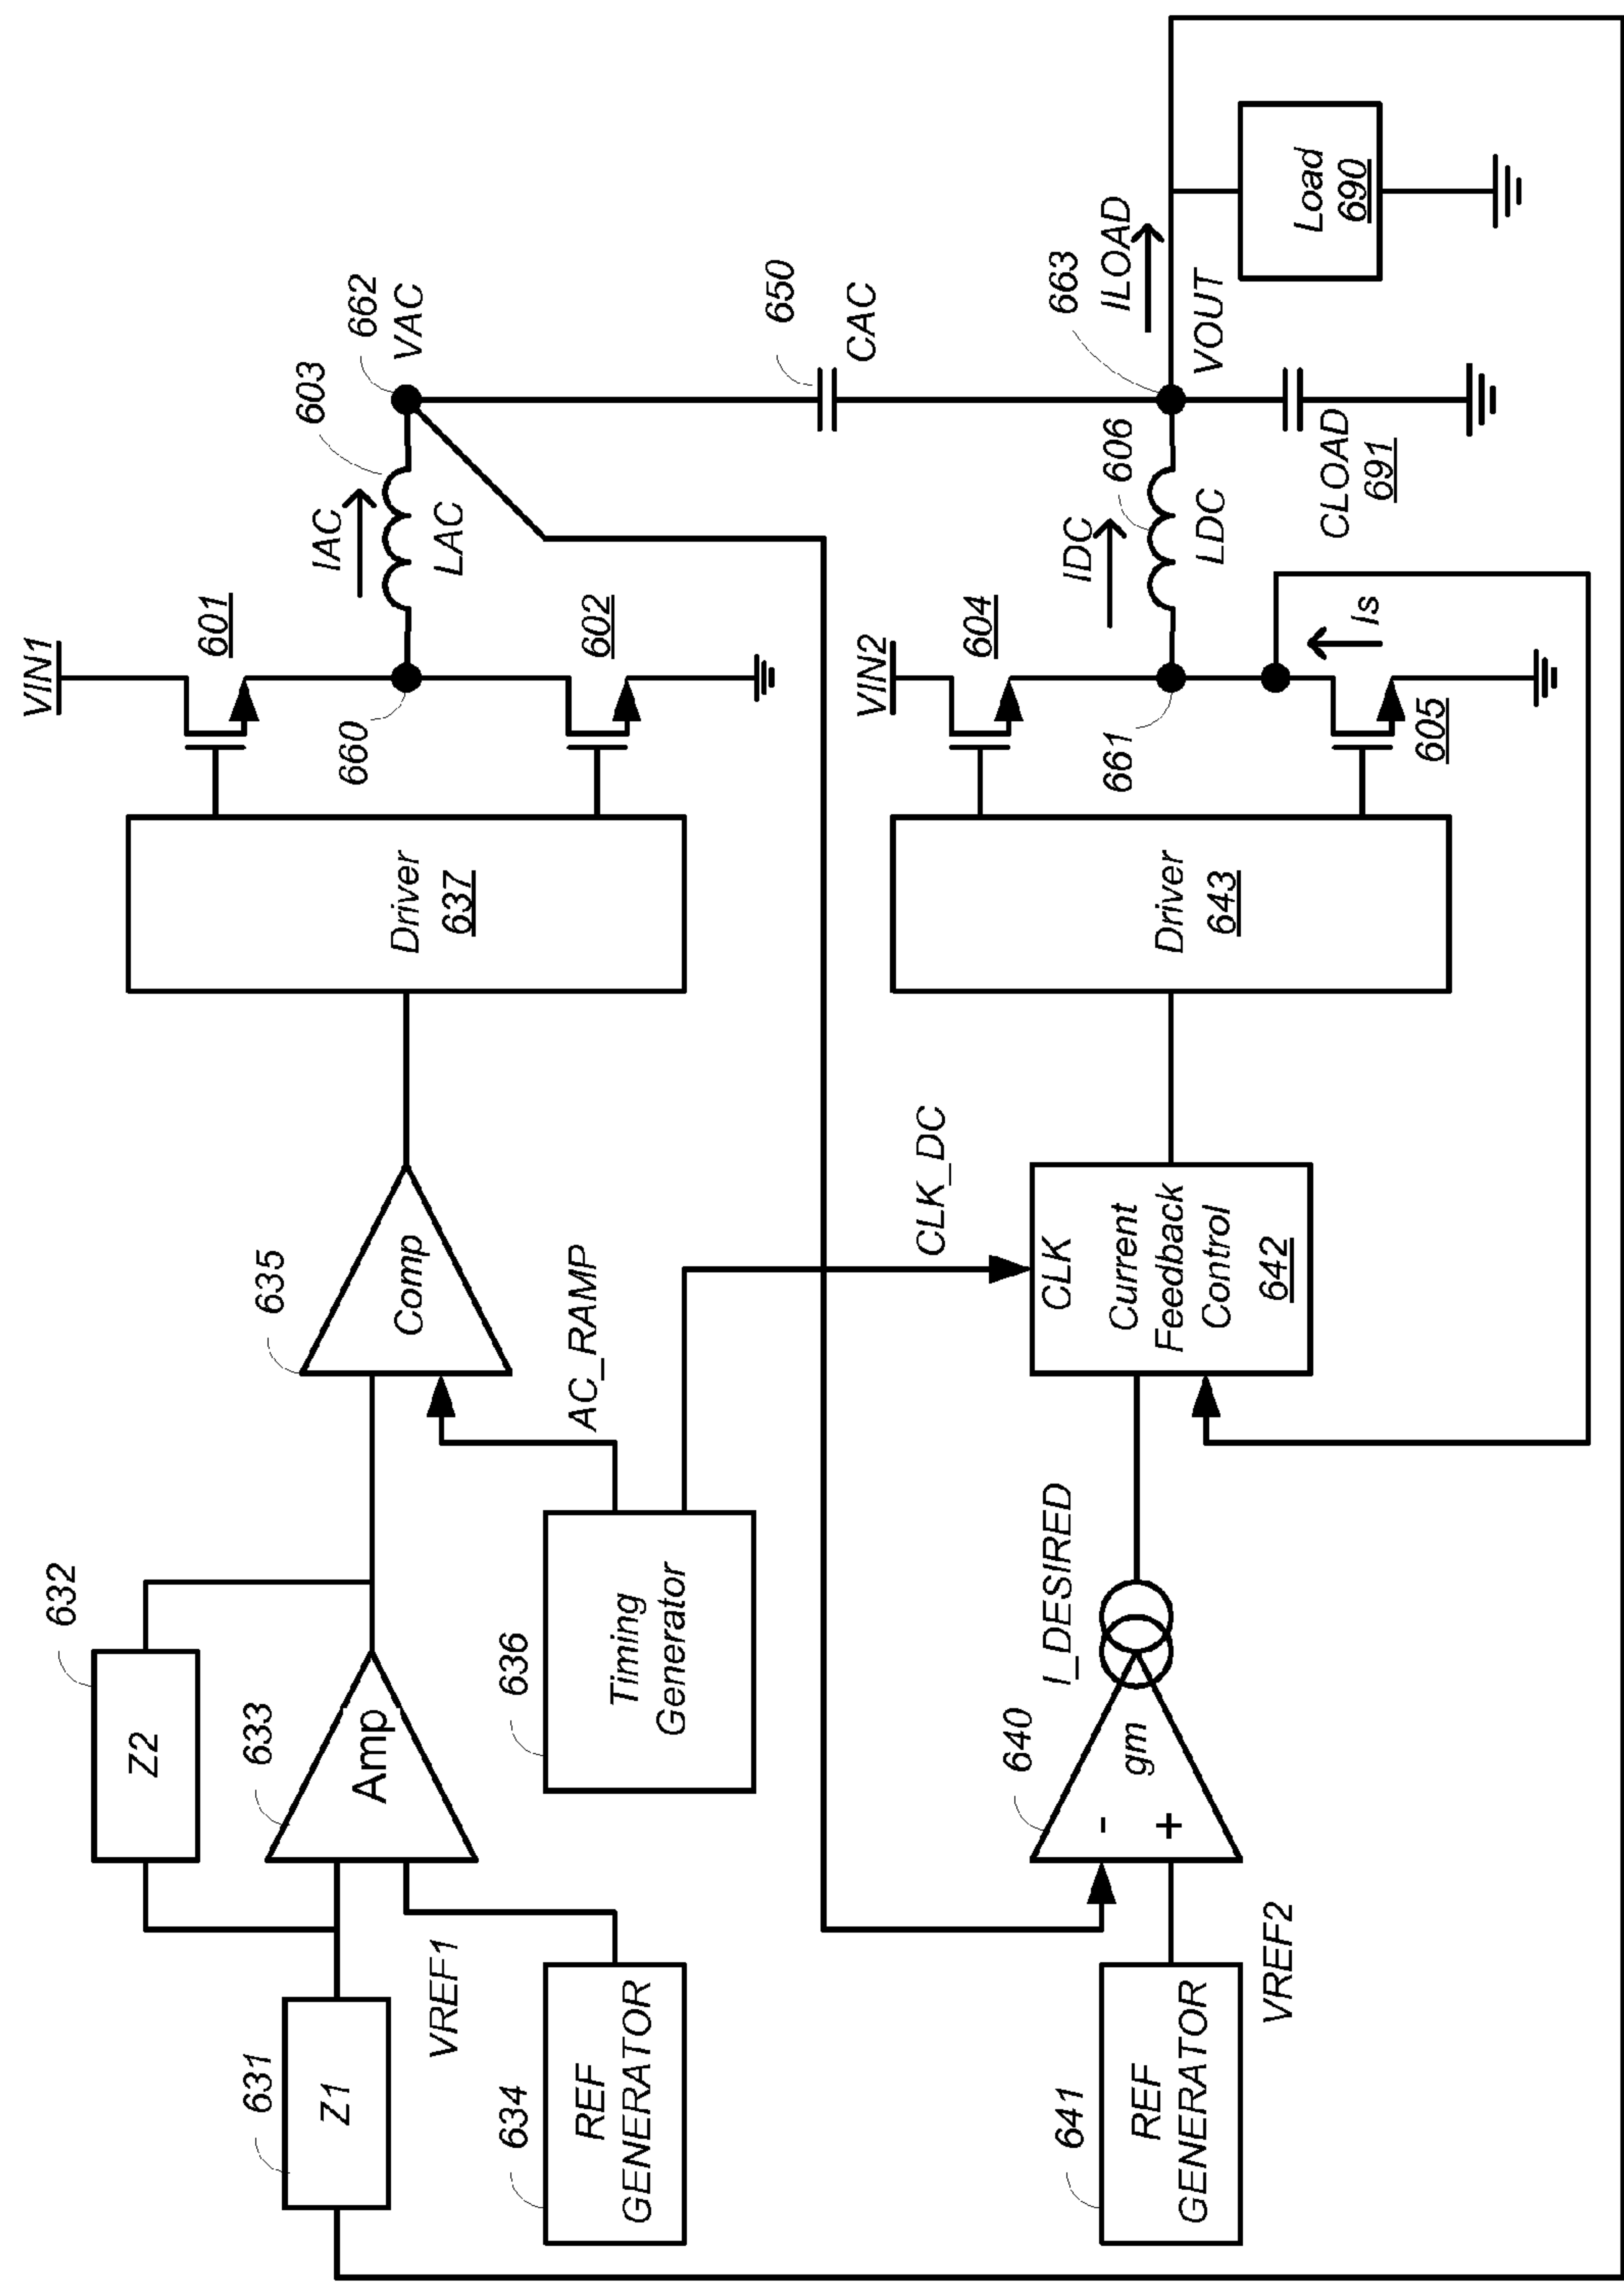 632
Z2
631
Z1
633
Amp
VREF1
634
REF
GENERATOR
635
Comp
636
Timing
Generator
AC_RAMP
Driver
637
VIN1
601
660
602
IAC
603
LAC
662
VAC
650
CAC
CLK_DC
641
REF
GENERATOR
VREF2
640
-
+
gm
I_DESIRED
CLK
Current
Feedback
Control
642
Driver
643
VIN2
604
661
605
Is
IDC
606
LDC
663
ILOAD
VOUT
CLOAD
691
Load
690